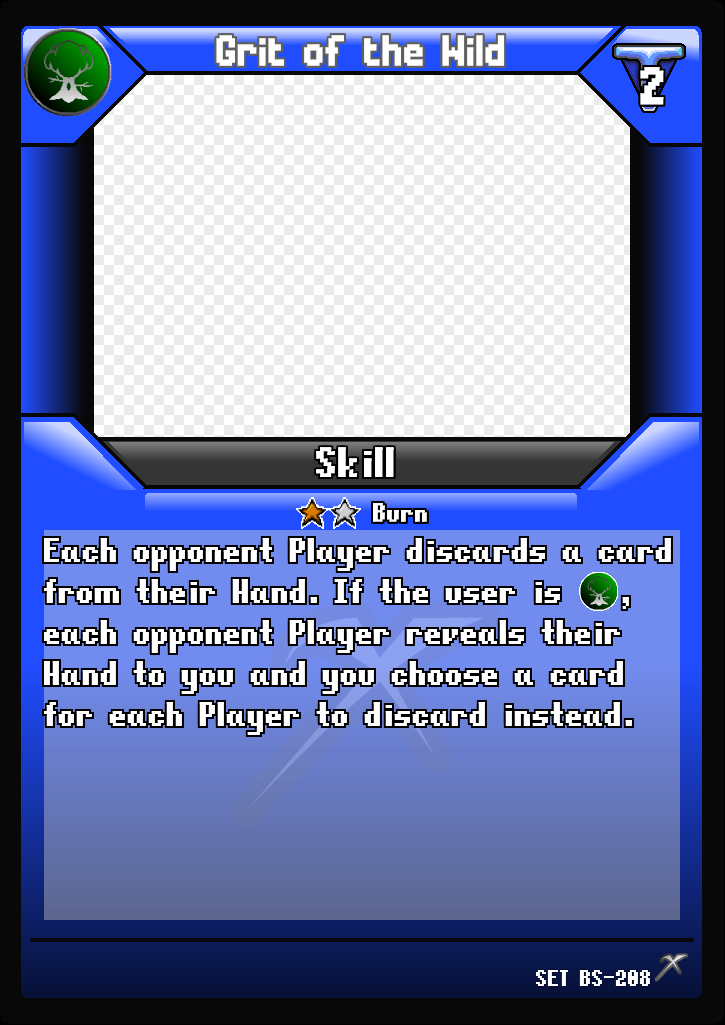 Grit of the Wild
2
Skill
Burn
Each opponent Player discards a card
from their Hand. If the user is ,
each opponent Player reveals their
Hand to you and you choose a card
for each Player to discard instead.
SET BS-208